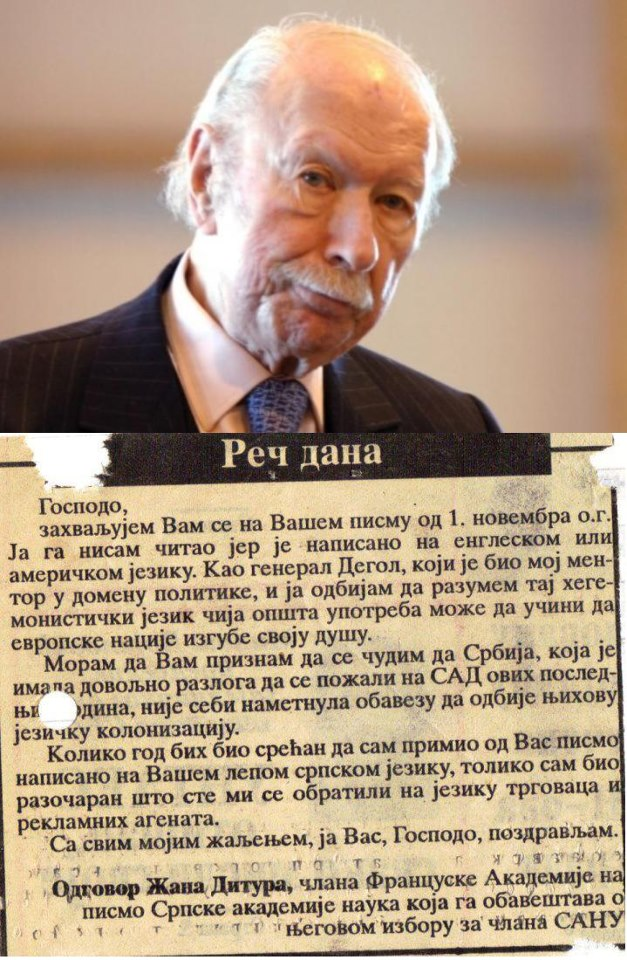 Реч дана
Господо,
захваљујем Вам се на Вашем писму од 1. новембра о.г.
Ја га нисам читао јер је написано на енглеском или
америчком језику. Као генерал Дегол, који је био мој мен-
тор у домену политике, и ја одбијам да разумем тај хеге-
монистички језик чија општа употреба може да учини да
европске нације изгубе своју душу.
Морам да Вам признам да се чудим да Србија, која је
имала довољно разлога да се пожали на САД ових послед-
њи година, није себи наметнула обавезу да одбије њихову
језичку колонизацију.
Колико год бих био срећан да сам примио од Вас писмо
написано на Вашем лепом српском језику, толико сам био
разочаран што сте ми се обратили на језику трговаца и
рекламних агената.
Са свим мојим жаљењем, ја Вас, Господо, поздрављам.
Одговор Жана Дитура, члана Француске Академије на
писмо Српске академије наука која га обавештава о
његовом избору за члана САНУ